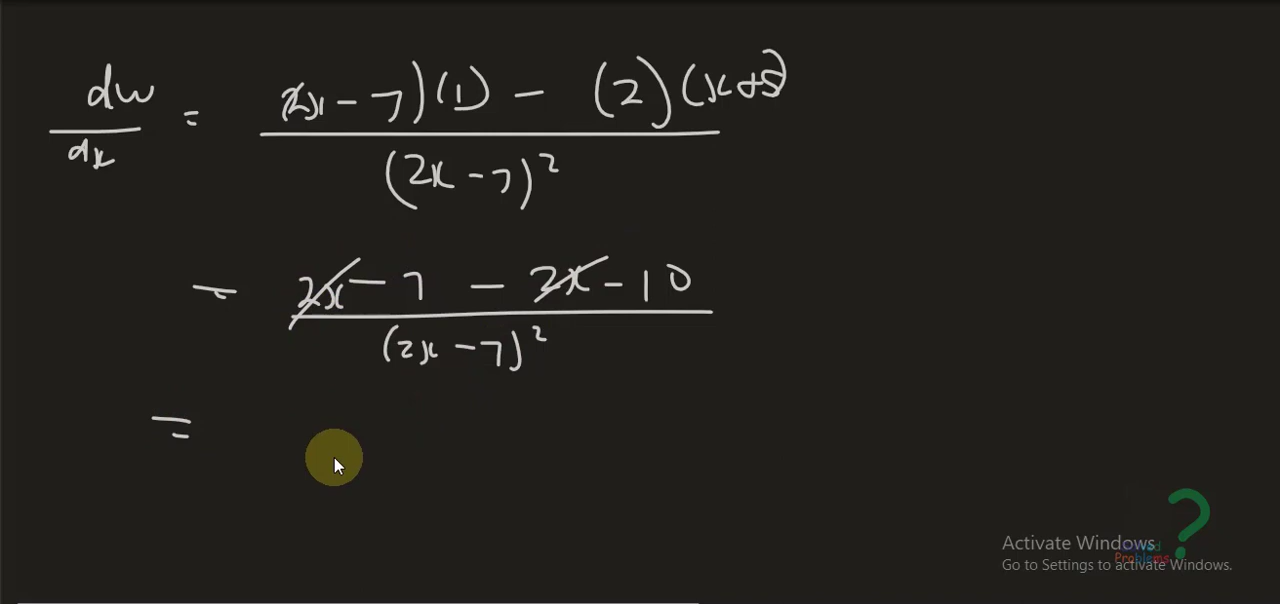 dw/dx = (2x - 7)(1) - (2)(x+5) / (2x - 7)²
= 2x - 7 - 2x - 10 / (2x - 7)²
=
Activate Windows
Problems
Go to Settings to activate Windows.
?